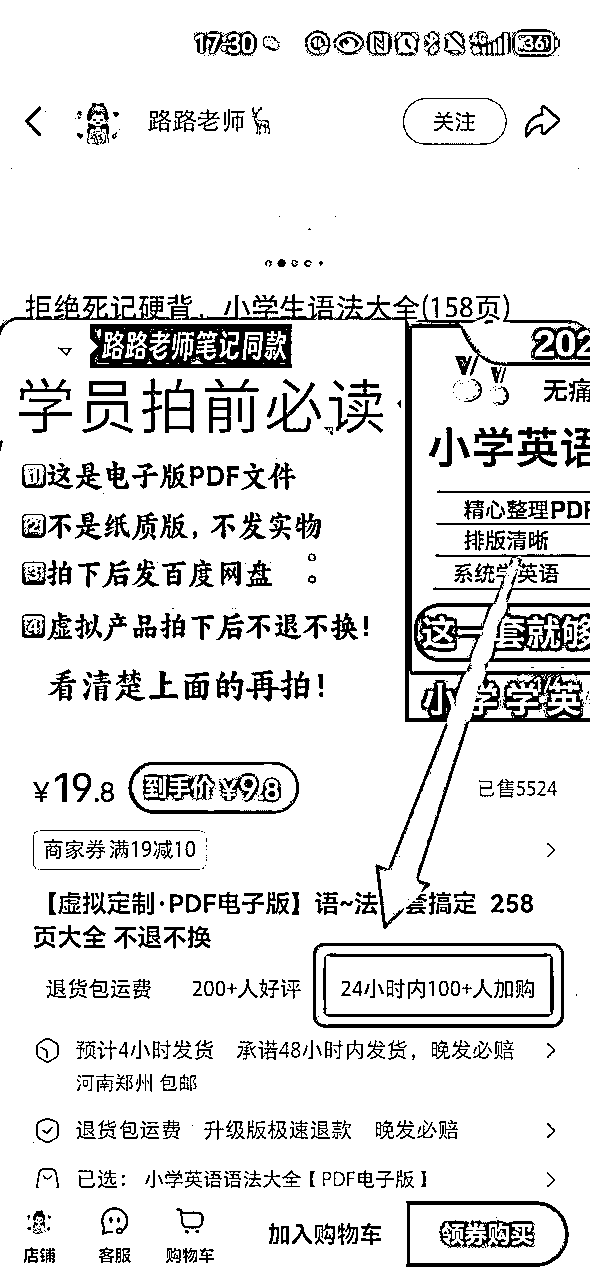 17:30
36
路路老师
关注
拒绝死记硬背，小学生语法大全(158页)
路路老师笔记同款
学员拍前必读
1这是电子版PDF文件
2不是纸质版，不发实物
3拍下后发百度网盘
4虚拟产品拍下后不退不换！
看清楚上面的再拍！
202
无痛
小学英语
精心整理PDF
排版清晰
系统学英语
这一套就够
小学学英
¥19.8 到手价 ¥9.8
已售5524
商家券 满19减10
【虚拟定制·PDF电子版】语~法 套搞定 258
页大全 不退不换
退货包运费 200+人好评 24小时内100+人加购
预计4小时发货 承诺48小时内发货，晚发必赔
河南郑州 包邮
退货包运费 升级版极速退款 晚发必赔
已选： 小学英语语法大全【PDF电子版】
店铺 客服 购物车 加入购物车 领券购买